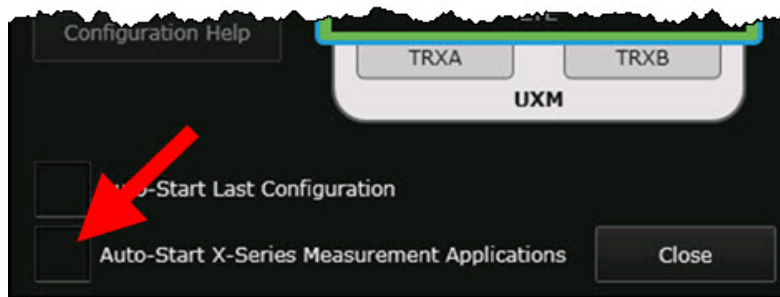 Configuration Help
TRXA
TRXB
UXM
-Start Last Configuration
Auto-Start X-Series Measurement Applications
Close